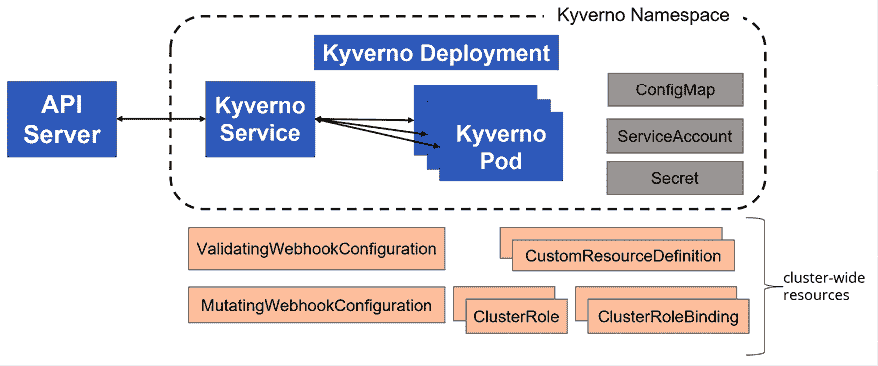 Kyverno Namespace
Kyverno Deployment
API
Server
Kyverno
Service
Kyverno
Pod
ConfigMap
ServiceAccount
Secret
ValidatingWebhookConfiguration
CustomResourceDefinition
MutatingWebhookConfiguration
ClusterRole
ClusterRoleBinding
cluster-wide
resources